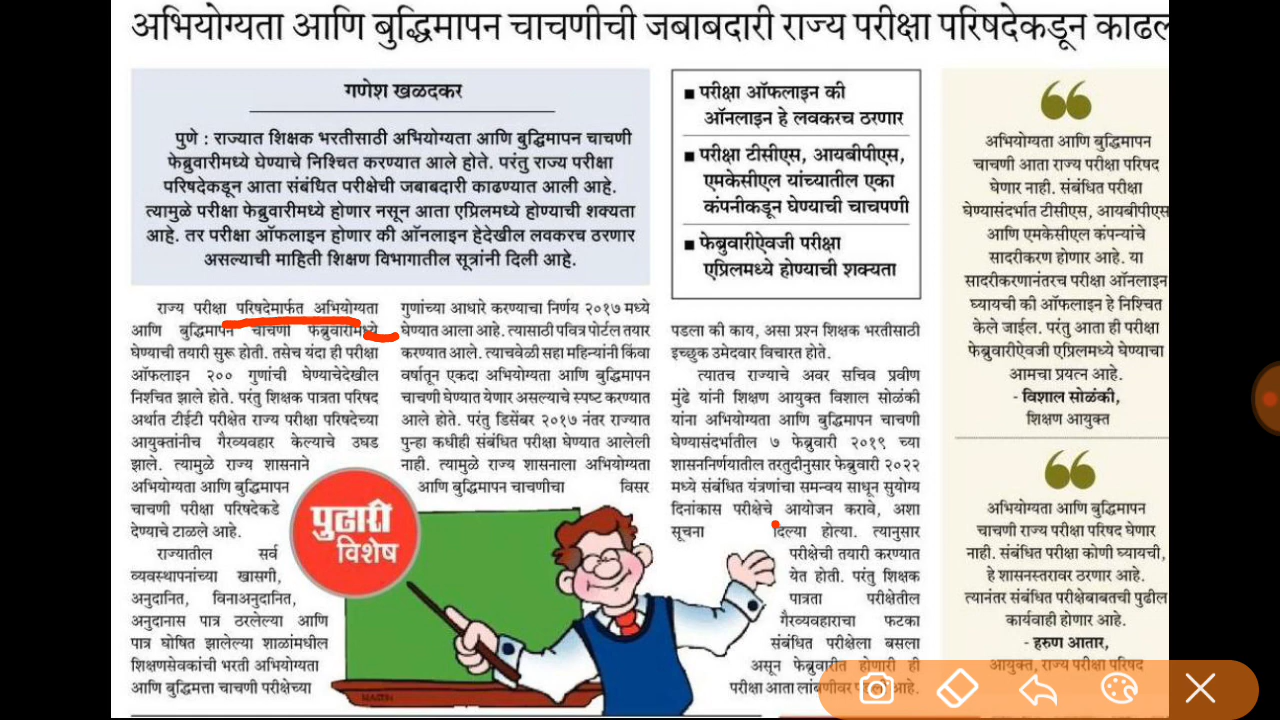 अभियोग्यता आणि बुद्धिमापन चाचणीची जबाबदारी राज्य परीक्षा परिषदेकडून काढल
गणेश खळदकर
पुणे : राज्यात शिक्षक भरतीसाठी अभियोग्यता आणि बुद्धिमापन चाचणी
फेब्रुवारीमध्ये घेण्याचे निश्चित करण्यात आले होते. परंतु राज्य परीक्षा
परिषदेकडून आता संबंधित परीक्षेची जबाबदारी काढण्यात आली आहे.
त्यामुळे परीक्षा फेब्रुवारीमध्ये होणार नसून आता एप्रिलमध्ये होण्याची शक्यता
आहे. तर परीक्षा ऑफलाइन होणार की ऑनलाइन हेदेखील लवकरच ठरणार
असल्याची माहिती शिक्षण विभागातील सूत्रांनी दिली आहे.
राज्य परीक्षा परिषदेमार्फत अभियोग्यता
आणि बुद्धिमापन चाचणी फेब्रुवारीमध्ये
घेण्याची तयारी सुरू होती. तसेच यंदा ही परीक्षा
ऑफलाइन २०० गुणांची घेण्याचेदेखील
निश्चित झाले होते. परंतु शिक्षक पात्रता परिषद
अर्थात टीईटी परीक्षेत राज्य परीक्षा परिषदेच्या
आयुक्तांनीच गैरव्यवहार केल्याचे उघड
झाले. त्यामुळे राज्य शासनाने
अभियोग्यता आणि बुद्धिमापन
चाचणी परीक्षा परिषदेकडे
देण्याचे टाळले आहे.
राज्यातील सर्व
व्यवस्थापनांच्या खासगी,
अनुदानित, विनाअनुदानित,
अनुदानास पात्र ठरलेल्या आणि
पात्र घोषित झालेल्या शाळांमधील
शिक्षणसेवकांची भरती अभियोग्यता
आणि बुद्धिमत्ता चाचणी परीक्षेच्या
गुणांच्या आधारे करण्याचा निर्णय २०१७ मध्ये
घेण्यात आला आहे. त्यासाठी पवित्र पोर्टल तयार
करण्यात आले. त्याचवेळी सहा महिन्यांनी किंवा
वर्षातून एकदा अभियोग्यता आणि बुद्धिमापन
चाचणी घेण्यात येणार असल्याचे स्पष्ट करण्यात
आले होते. परंतु डिसेंबर २०१७ नंतर राज्यात
पुन्हा कधीही संबंधित परीक्षा घेण्यात आलेली
नाही. त्यामुळे राज्य शासनाला अभियोग्यता
आणि बुद्धिमापन चाचणीचा विसर
पुढारी
विशेष
■ परीक्षा ऑफलाइन की
ऑनलाइन हे लवकरच ठरणार
■ परीक्षा टीसीएस, आयबीपीएस,
एमकेसीएल यांच्यातील एका
कंपनीकडून घेण्याची चाचपणी
■ फेब्रुवारीऐवजी परीक्षा
एप्रिलमध्ये होण्याची शक्यता
पडला की काय, असा प्रश्न शिक्षक भरतीसाठी
इच्छुक उमेदवार विचारत होते.
त्यातच राज्याचे अवर सचिव प्रवीण
मुंढे यांनी शिक्षण आयुक्त विशाल सोळंकी
यांना अभियोग्यता आणि बुद्धिमापन चाचणी
घेण्यासंदर्भातील ७ फेब्रुवारी २०१९ च्या
शासननिर्णयातील तरतुदीनुसार फेब्रुवारी २०२२
मध्ये संबंधित यंत्रणांचा समन्वय साधून सुयोग्य
दिनांकास परीक्षेचे आयोजन करावे, अशा
सूचना दिल्या होत्या. त्यानुसार
परीक्षेची तयारी करण्यात
येत होती. परंतु शिक्षक
पात्रता परीक्षेतील
गैरव्यवहाराचा फटका
संबंधित परीक्षेला बसला
असून फेब्रुवारीत होणारी ही
परीक्षा आता लांबणीवर आहे.
अभियोग्यता आणि बुद्धिमापन
चाचणी आता राज्य परीक्षा परिषद
घेणार नाही. संबंधित परीक्षा
घेण्यासंदर्भात टीसीएस, आयबीपीएस
आणि एमकेसीएल कंपन्यांचे
सादरीकरण होणार आहे. या
सादरीकरणानंतरच परीक्षा ऑनलाइन
घ्यायची की ऑफलाइन हे निश्चित
केले जाईल. परंतु आता ही परीक्षा
फेब्रुवारीऐवजी एप्रिलमध्ये घेण्याचा
आमचा प्रयत्न आहे.
- विशाल सोळंकी,
शिक्षण आयुक्त
अभियोग्यता आणि बुद्धिमापन
चाचणी राज्य परीक्षा परिषद घेणार
नाही. संबंधित परीक्षा कोणी घ्यायची,
हे शासनस्तरावर ठरणार आहे.
त्यानंतर संबंधित परीक्षेबाबतची पुढील
कार्यवाही होणार आहे.
- हरुण आतार,
आयुक्त, राज्य परीक्षा परिषद